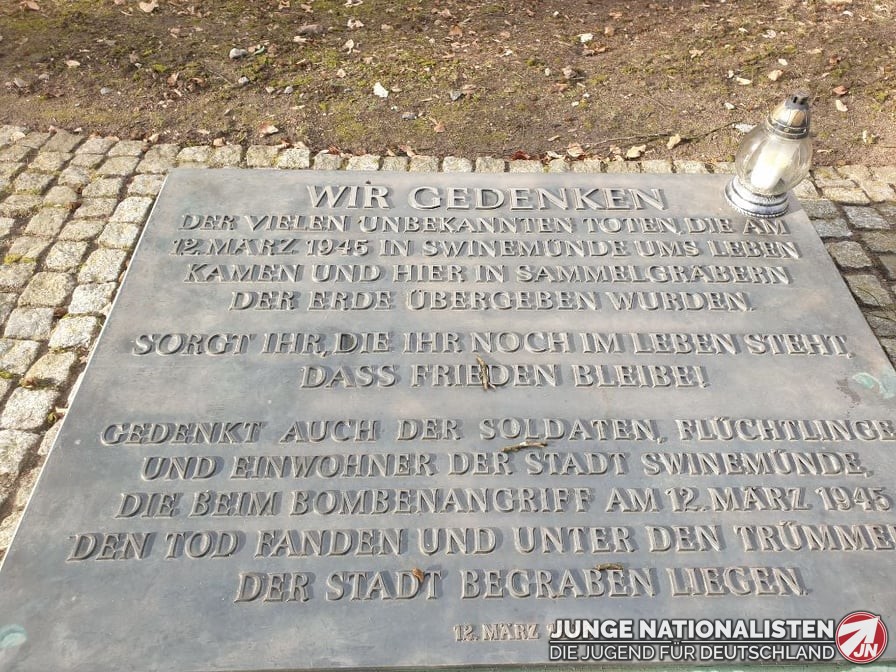 WIR GEDENKEN
DER VIELEN UNBEKANNTEN TOTEN, DIE AM
12. MÄRZ 1945 IN SWINEMÜNDE UMS LEBEN
KAMEN UND HIER IN SAMMELGRÄBERN
DER ERDE ÜBERGEBEN WURDEN.
SORGT IHR, DIE IHR NOCH IM LEBEN STEHT,
DASS FRIEDEN BLEIBE!
GEDENKT AUCH DER SOLDATEN, FLÜCHTLINGE
UND EINWOHNER DER STADT SWINEMÜNDE,
DIE BEIM BOMBENANGRIFF AM 12. MÄRZ 1945
DEN TOD FANDEN UND UNTER DEN TRÜMME
DER STADT BEGRABEN LIEGEN.
12. MÄRZ
JUNGE NATIONALISTEN
DIE JUGEND FÜR DEUTSCHLAND
JN